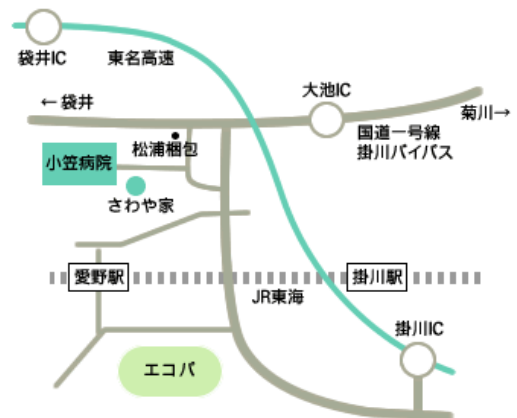 袋井IC
東名高速
大池IC
← 袋井
菊川→
国道一号線
掛川バイパス
松浦梱包
小笠病院
さわや家
愛野駅
掛川駅
JR東海
掛川IC
エコパ